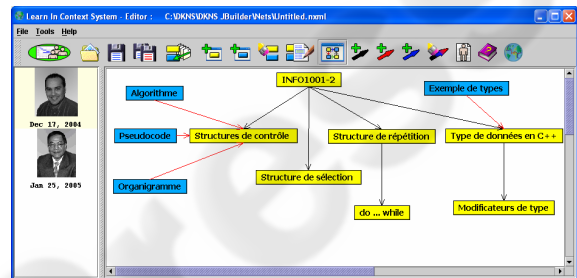 Learn In Context System - Editor : C:\DKNS\DKNS JBuilder\Nets\Untitled.nxml
File Tools Help
Dec 17, 2004
Jan 25, 2005
INFO1001-2
Algorithme
Exemple de types
Pseudocode
Structures de contrôle
Structure de répétition
Type de données en C++
Organigramme
Structure de sélection
do ... while
Modificateurs de type